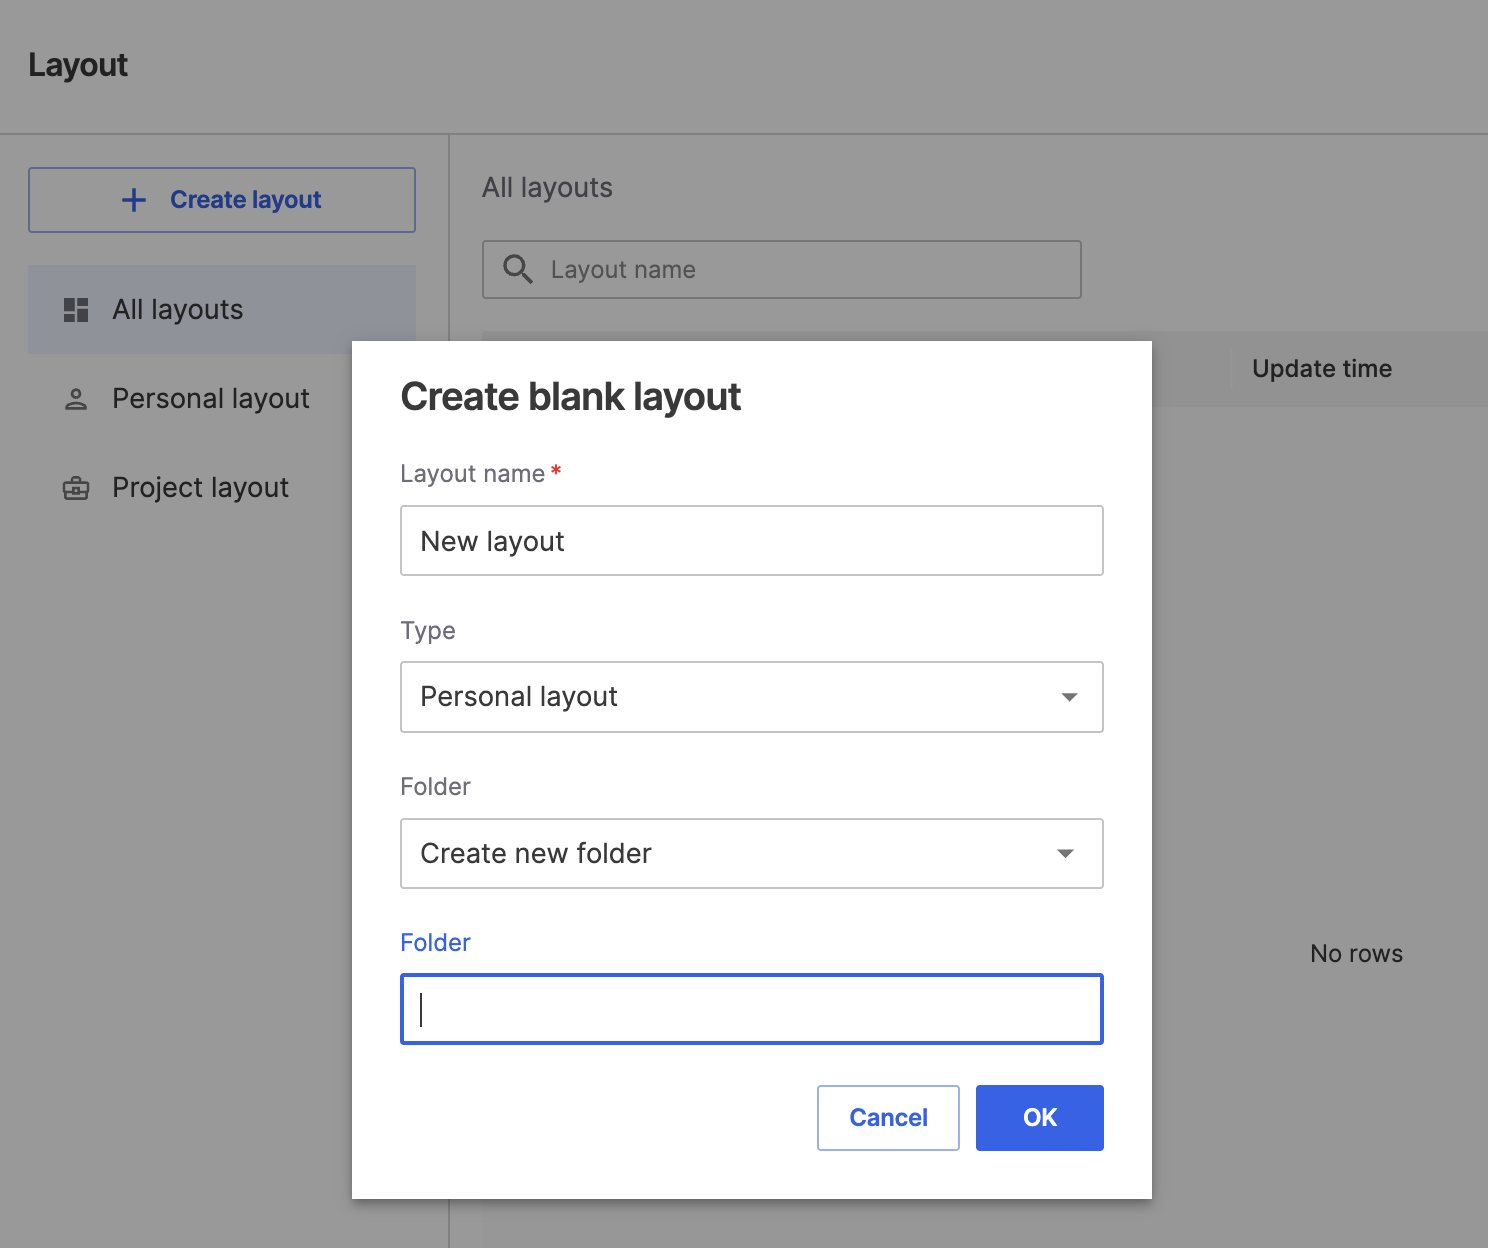 Layout
Create layout
All layouts
Personal layout
Project layout
All layouts
Layout name
Update time
No rows
Create blank layout
Layout name *
New layout
Type
Personal layout
Folder
Create new folder
Folder
Cancel
OK